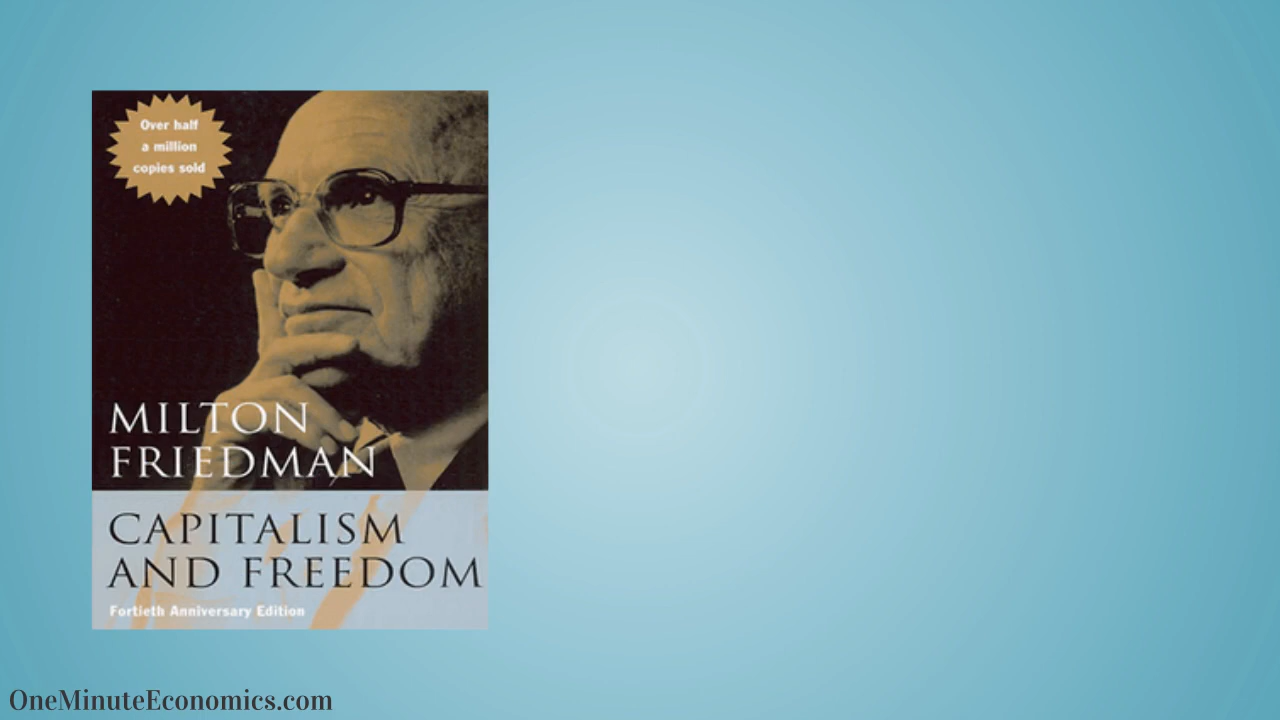 Over half
a million
copies sold
MILTON
FRIEDMAN
CAPITALISM
AND FREEDOM
Fortieth Anniversary Edition
OneMinuteEconomics.com